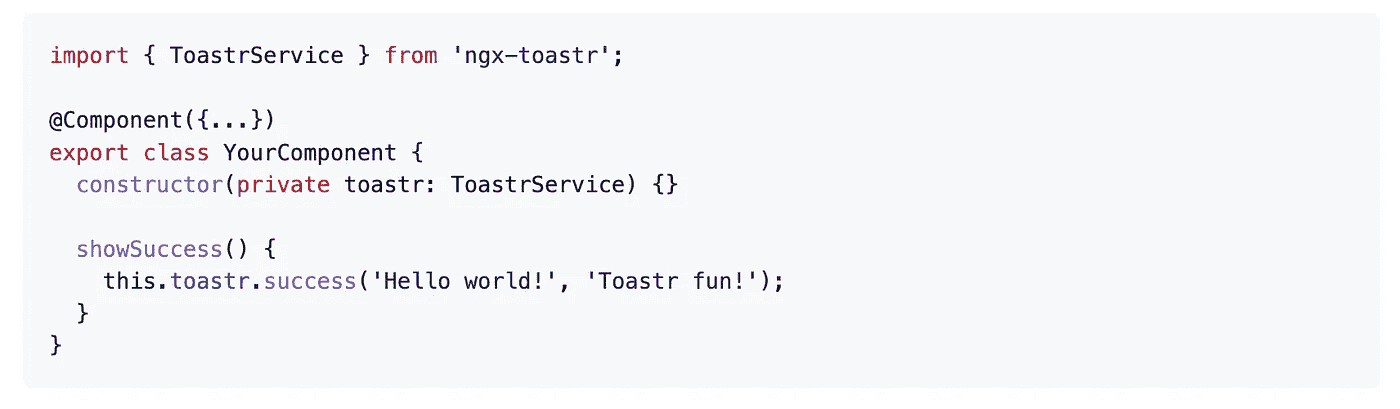 import { ToastrService } from 'ngx-toastr';
@Component({...})
export class YourComponent {
  constructor(private toastr: ToastrService) {}
  showSuccess() {
    this.toastr.success('Hello world!', 'Toastr fun!');
  }
}